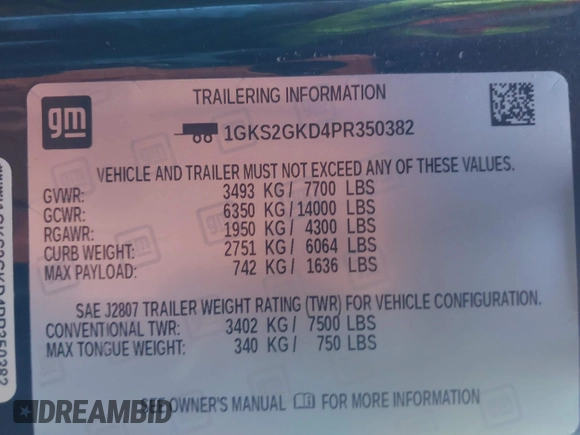 gm
TRAILERING INFORMATION
1GKS2GKD4PR350382
VEHICLE AND TRAILER MUST NOT EXCEED ANY OF THESE VALUES.
GVWR: 3493 KG / 7700 LBS
GCWR: 6350 KG / 14000 LBS
RGAWR: 1950 KG / 4300 LBS
CURB WEIGHT: 2751 KG / 6064 LBS
MAX PAYLOAD: 742 KG / 1636 LBS
SAE J2807 TRAILER WEIGHT RATING (TWR) FOR VEHICLE CONFIGURATION.
CONVENTIONAL TWR: 3402 KG / 7500 LBS
MAX TONGUE WEIGHT: 340 KG / 750 LBS
SEE OWNER'S MANUAL FOR MORE INFORMATION
DREAMBID